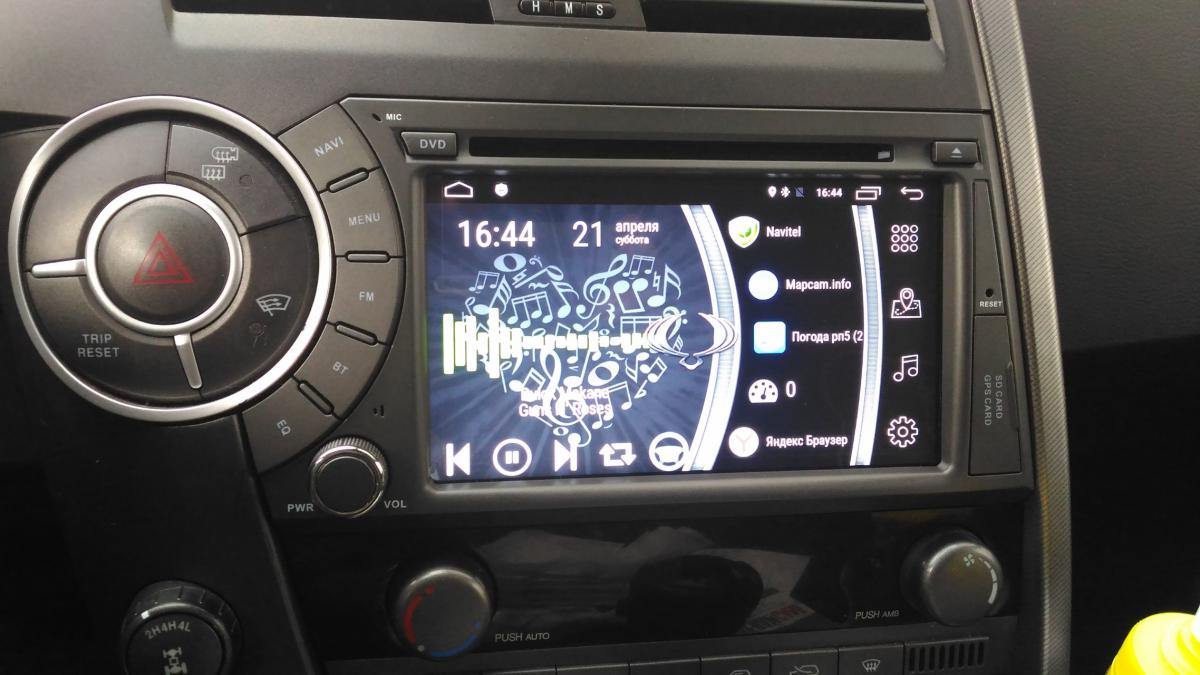 H M S
MIC
DVD
NAVI
MENU
FM
BT
EQ
TRIP
RESET
PWR
VOL
16:44
16:44
21
апреля
суббота
Guns N' Roses
Navitel
Mapcam.info
Погода рп5 (2
0
Яндекс Браузер
RESET
SD CARD
GPS CARD
2H4H4L
PUSH AUTO
PUSH AMB